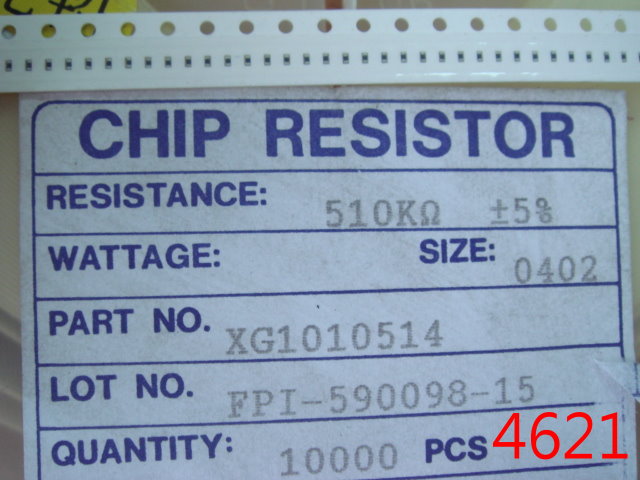 CHIP RESISTOR
RESISTANCE: 510KΩ ±5%
WATTAGE: SIZE: 0402
PART NO. XG1010514
LOT NO. FPI-590098-15
QUANTITY: 10000 PCS 4621